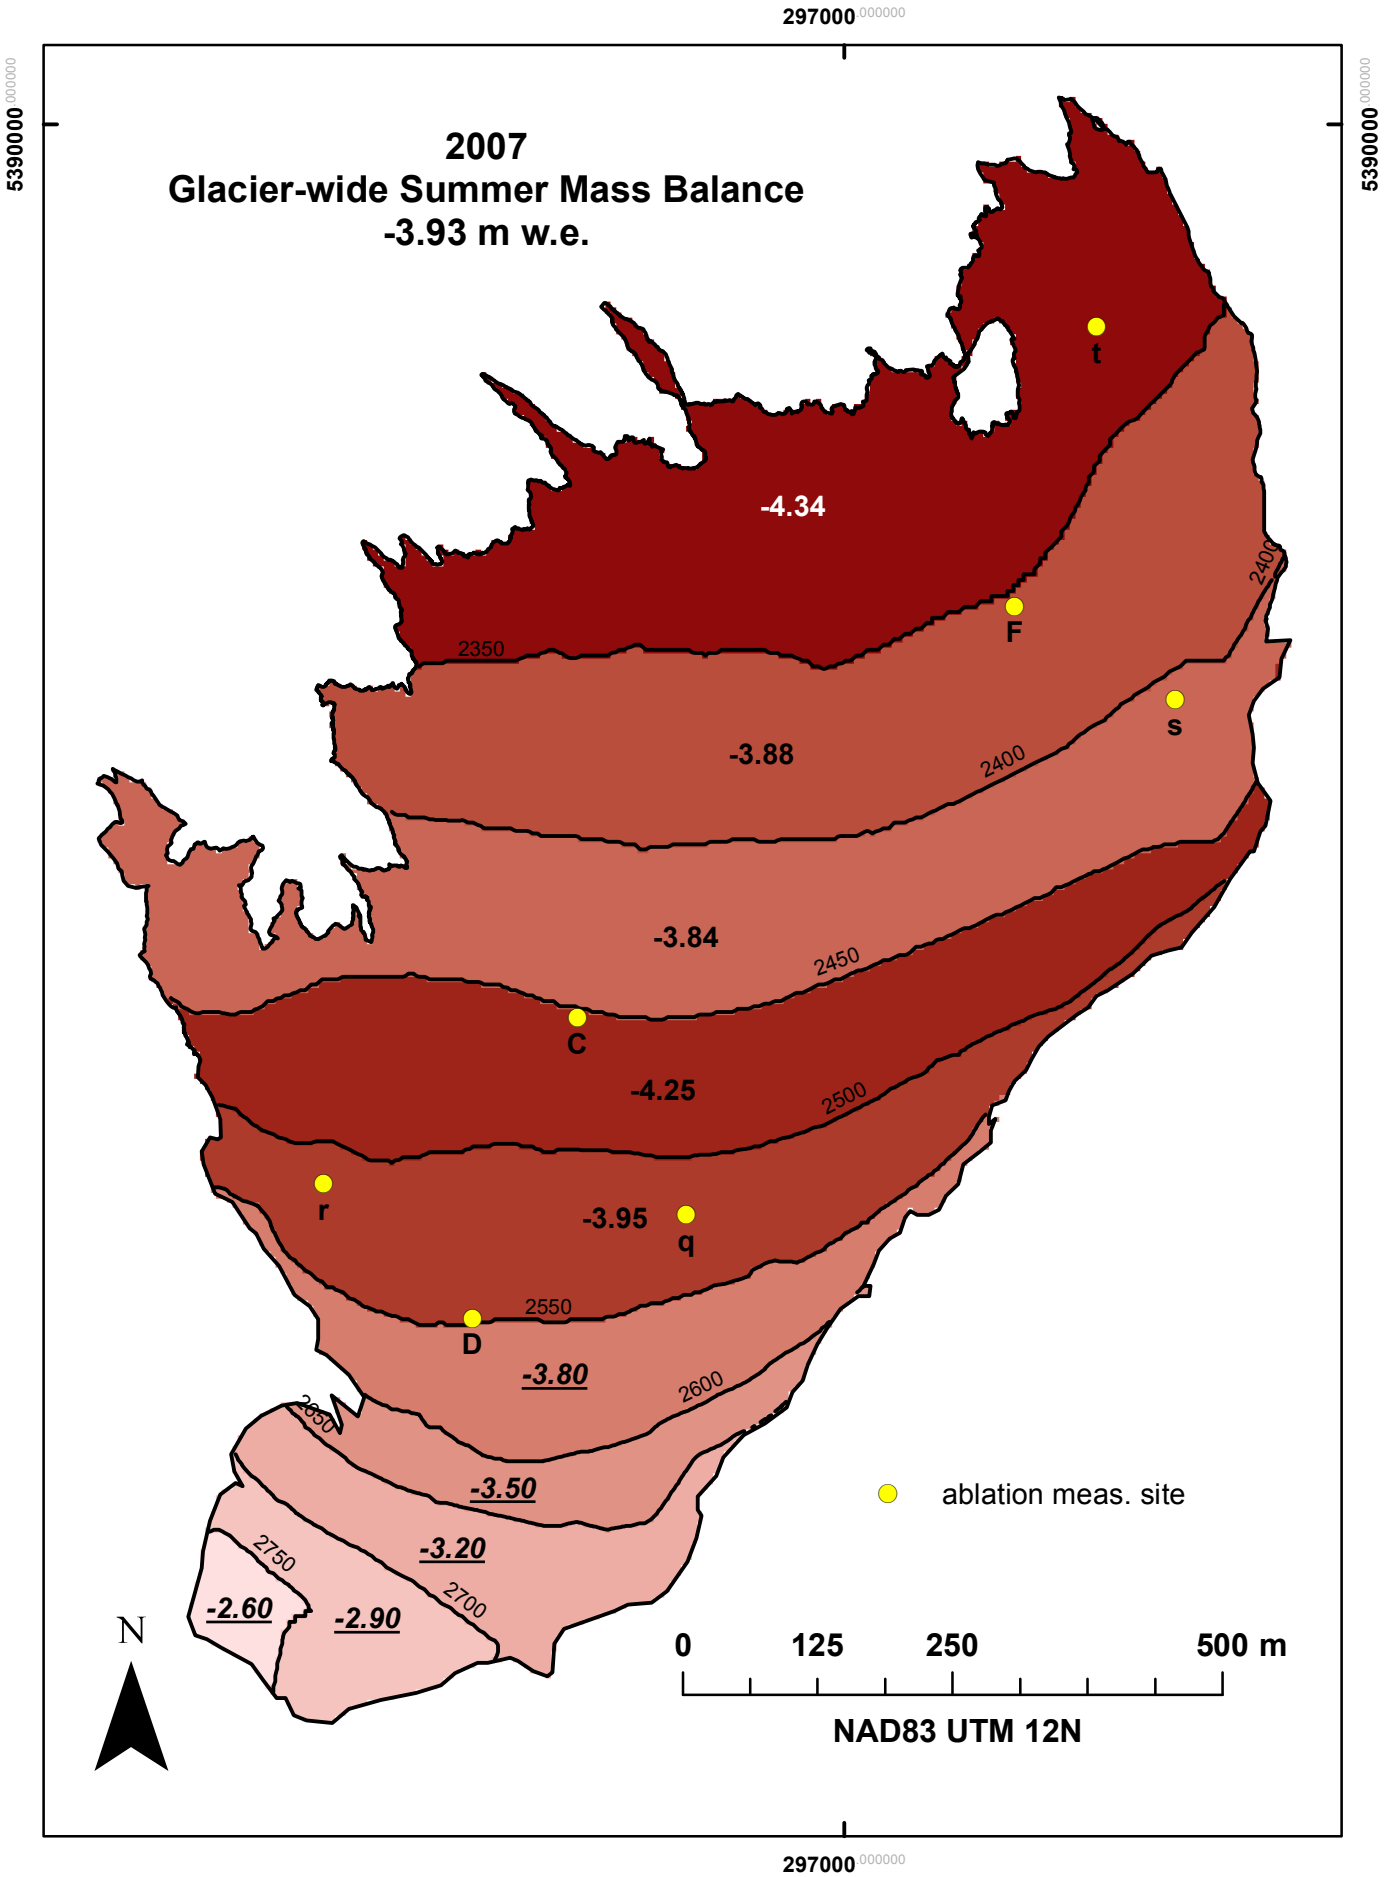 297000.000000
5390000.000000
5390000.000000
2007
Glacier-wide Summer Mass Balance
-3.93 m w.e.
t
-4.34
2400
F
2350
s
-3.88
2400
-3.84
2450
C
-4.25
2500
r
-3.95
q
2550
D
-3.80
2600
2650
-3.50
ablation meas. site
-3.20
2750
2700
-2.60
-2.90
N
0 125 250 500 m
NAD83 UTM 12N
297000.000000